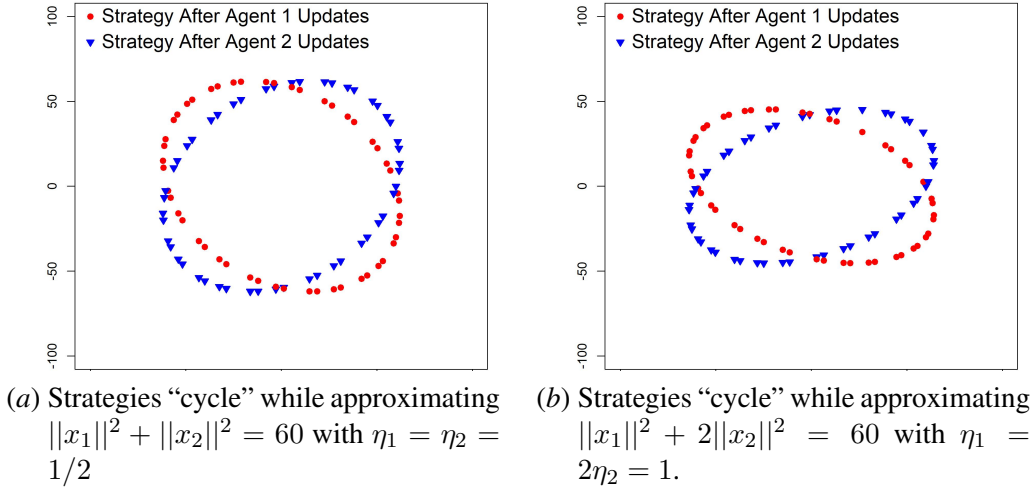 100
50
0
-50
-100
Strategy After Agent 1 Updates
Strategy After Agent 2 Updates
100
50
0
-50
-100
Strategy After Agent 1 Updates
Strategy After Agent 2 Updates
(a) Strategies “cycle” while approximating
||x₁||² + ||x₂||² = 60 with η₁ = η₂ =
1/2
(b) Strategies “cycle” while approximating
||x₁||² + 2||x₂||² = 60 with η₁ =
2η₂ = 1.